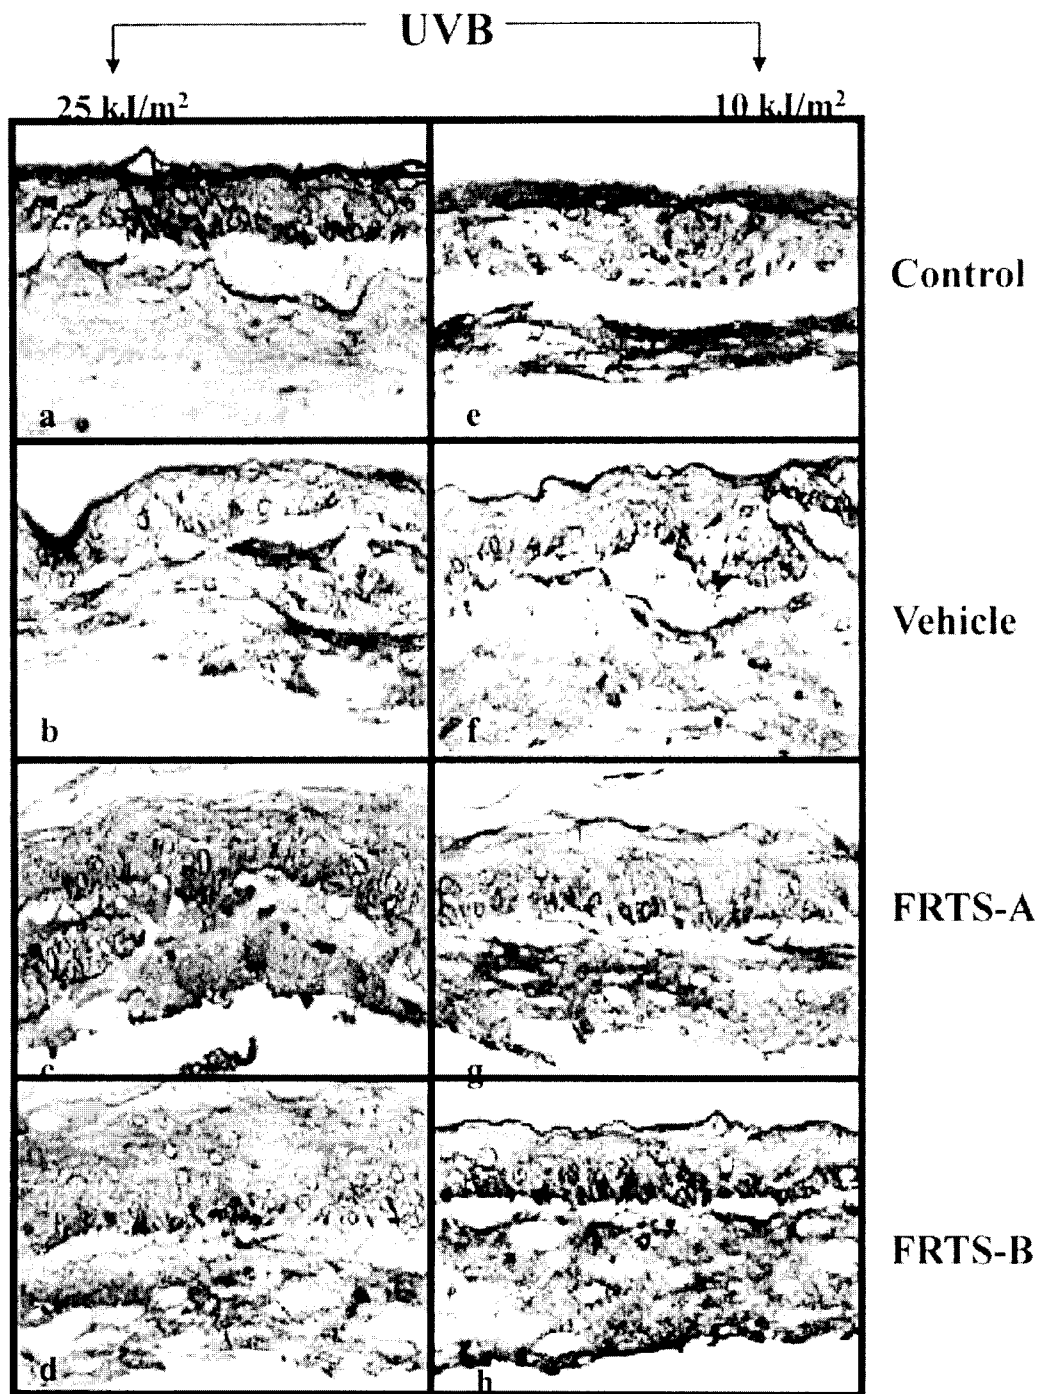 UVB
25 kJ/m² 10 kJ/m²
a e Control
b f Vehicle
c g FRTS-A
d h FRTS-B